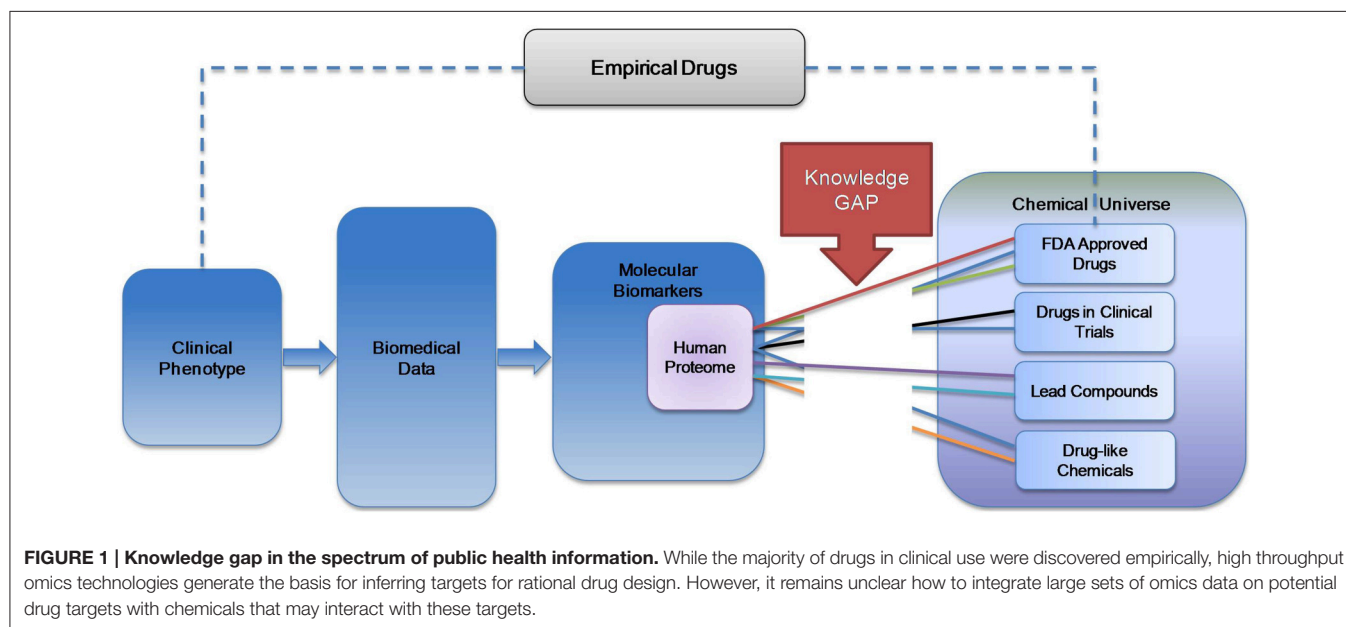 Empirical Drugs
Knowledge
GAP
Chemical Universe
FDA Approved
Drugs
Molecular
Biomarkers
Drugs in Clinical
Trials
Clinical
Phenotype
Biomedical
Data
Human
Proteome
Lead Compounds
Drug-like
Chemicals
FIGURE 1 | Knowledge gap in the spectrum of public health information. While the majority of drugs in clinical use were discovered empirically, high throughput
omics technologies generate the basis for inferring targets for rational drug design. However, it remains unclear how to integrate large sets of omics data on potential
drug targets with chemicals that may interact with these targets.